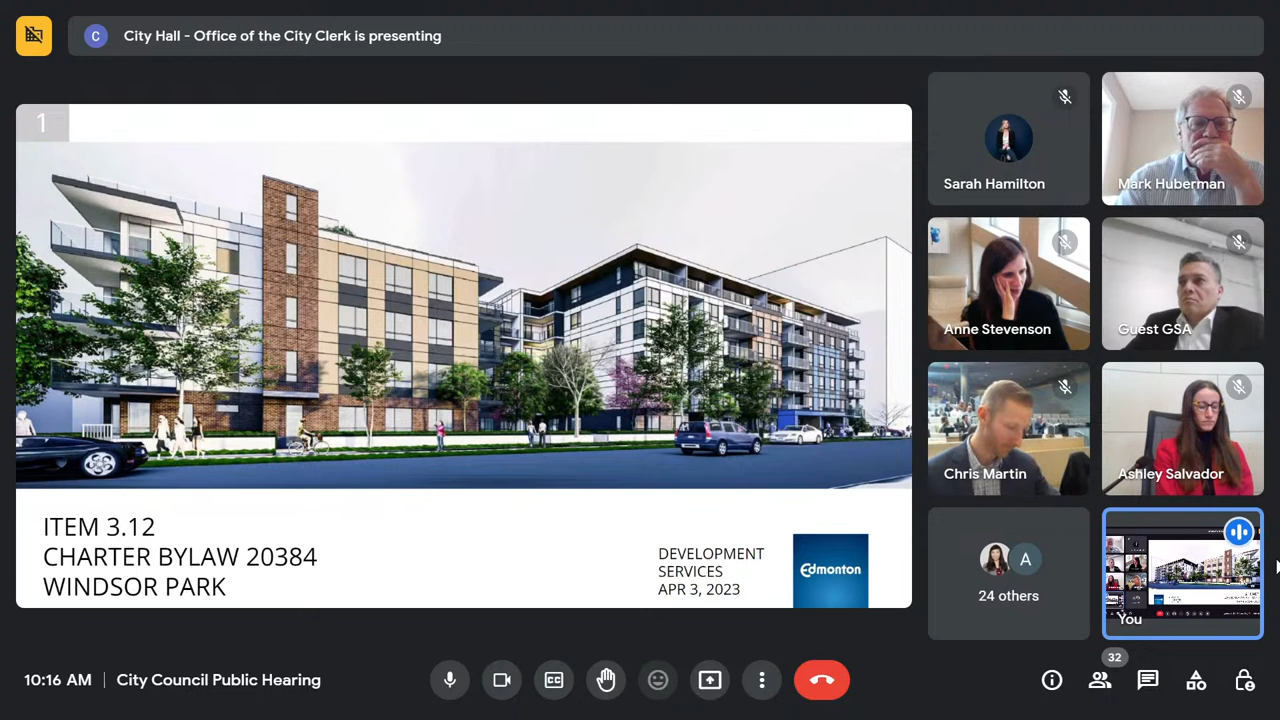 C
City Hall - Office of the City Clerk is presenting
1
ITEM 3.12
CHARTER BYLAW 20384
WINDSOR PARK
DEVELOPMENT
SERVICES
APR 3, 2023
Edmonton
Sarah Hamilton
Mark Huberman
Anne Stevenson
Guest GSA
Chris Martin
Ashley Salvador
A
24 others
You
10:16 AM
City Council Public Hearing
CC
32